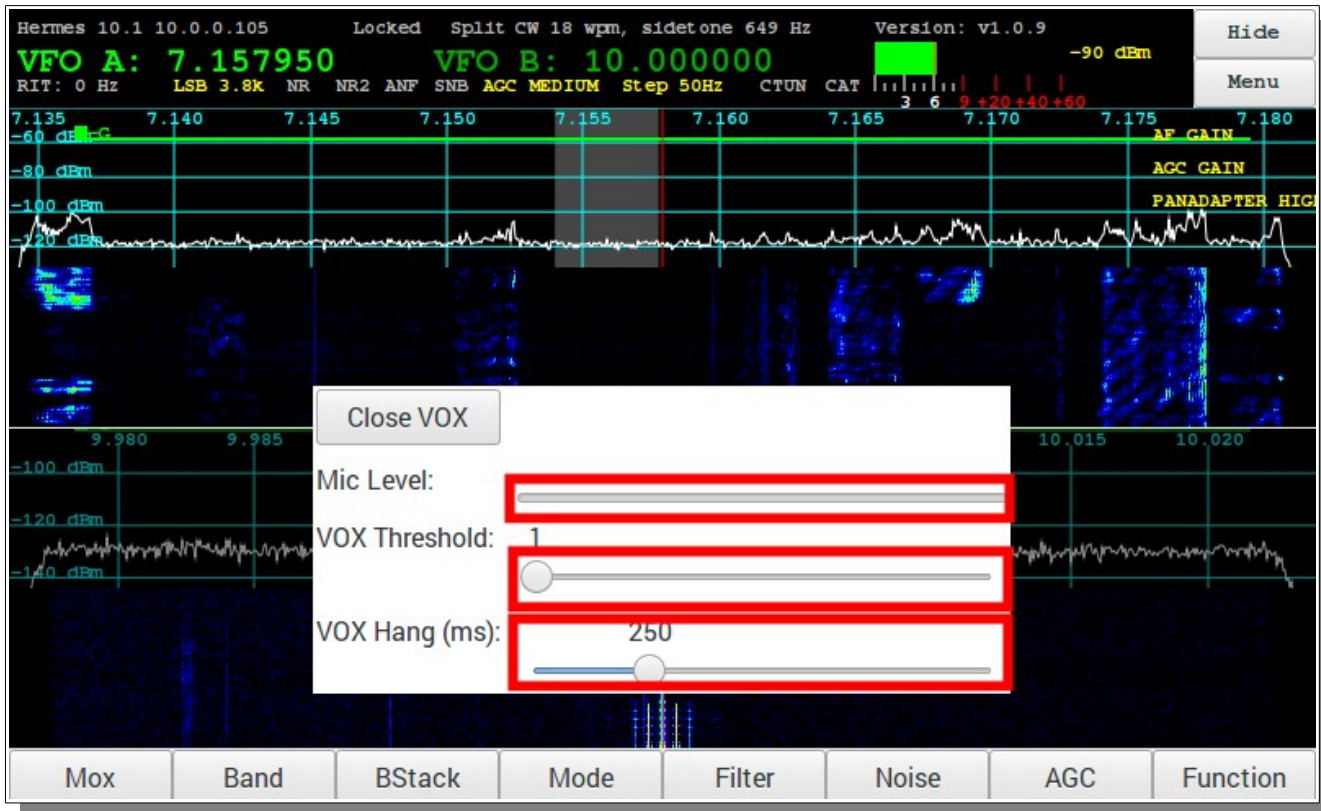 Hermes 10.1 10.0.0.105 Locked Split CW 18 wpm, sidetone 649 Hz Version: v1.0.9
Hide
VFO A: 7.157950 VFO B: 10.000000 -90 dBm
RIT: 0 Hz LSB 3.8k NR NR2 ANF SNB AGC MEDIUM Step 50Hz CTUN CAT
Menu
3 6 9 +20 +40 +60
7.135 7.140 7.145 7.150 7.155 7.160 7.165 7.170 7.175 7.180
-60 dBm -G AF GAIN
-80 dBm AGC GAIN
-100 dBm PANADAPTER HIG
-120 dBm
Close VOX
9.980 9.985 10.015 10.020
-100 dBm
Mic Level:
-120 dBm
VOX Threshold: 1
-140 dBm
VOX Hang (ms): 250
Mox Band BStack Mode Filter Noise AGC Function